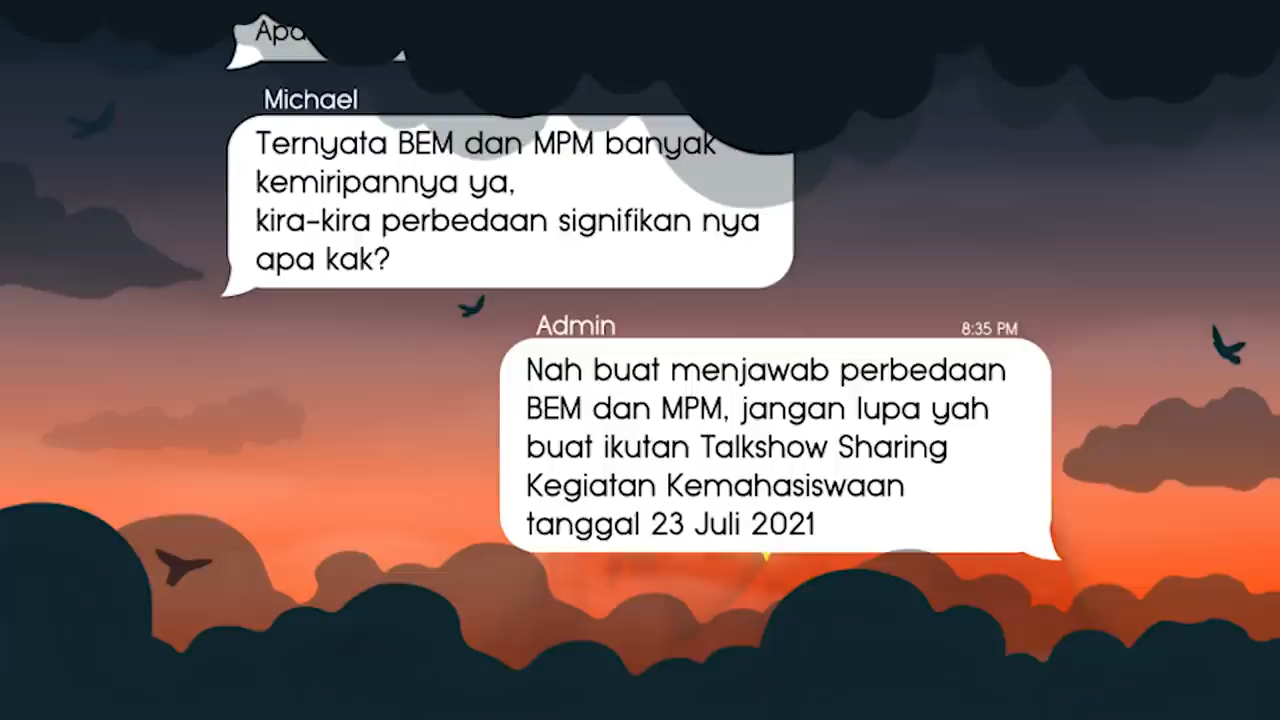 Michael
Ternyata BEM dan MPM banyak
kemiripannya ya,
kira-kira perbedaan signifikan nya
apa kak?
Admin
8:35 PM
Nah buat menjawab perbedaan
BEM dan MPM, jangan lupa yah
buat ikutan Talkshow Sharing
Kegiatan Kemahasiswaan
tanggal 23 Juli 2021